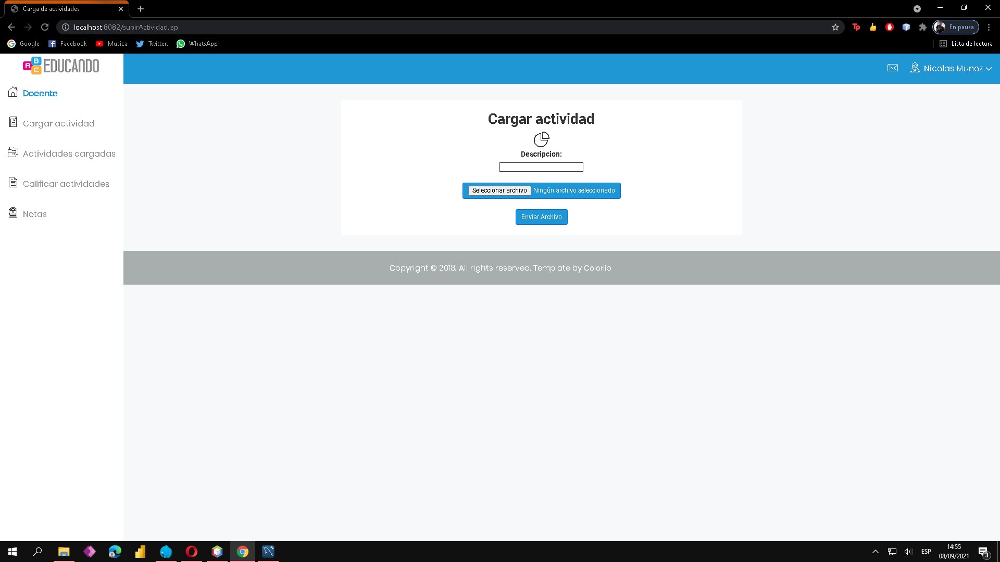 Carga de actividades
localhost:8082/subirActividad.jsp
Tp
En pausa
Google
Facebook
Musica
Twitter.
WhatsApp
Lista de lectura
A B C EDUCANDO
Nicolas Munoz
Docente
Cargar actividad
Actividades cargadas
Calificar actividades
Notas
Cargar actividad
Descripcion:
Seleccionar archivo Ningún archivo seleccionado
Enviar Archivo
Copyright © 2018. All rights reserved. Template by Colorlib
ESP
14:55
08/09/2021
3